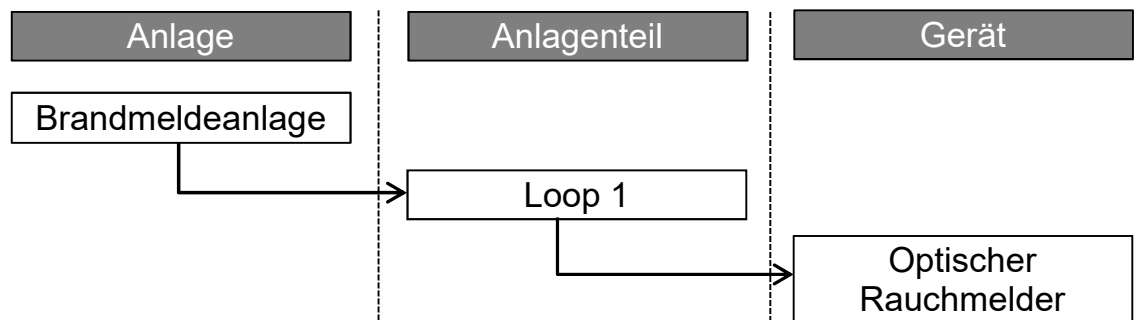 Anlage
Anlagenteil
Gerät
Brandmeldeanlage
Loop 1
Optischer
Rauchmelder